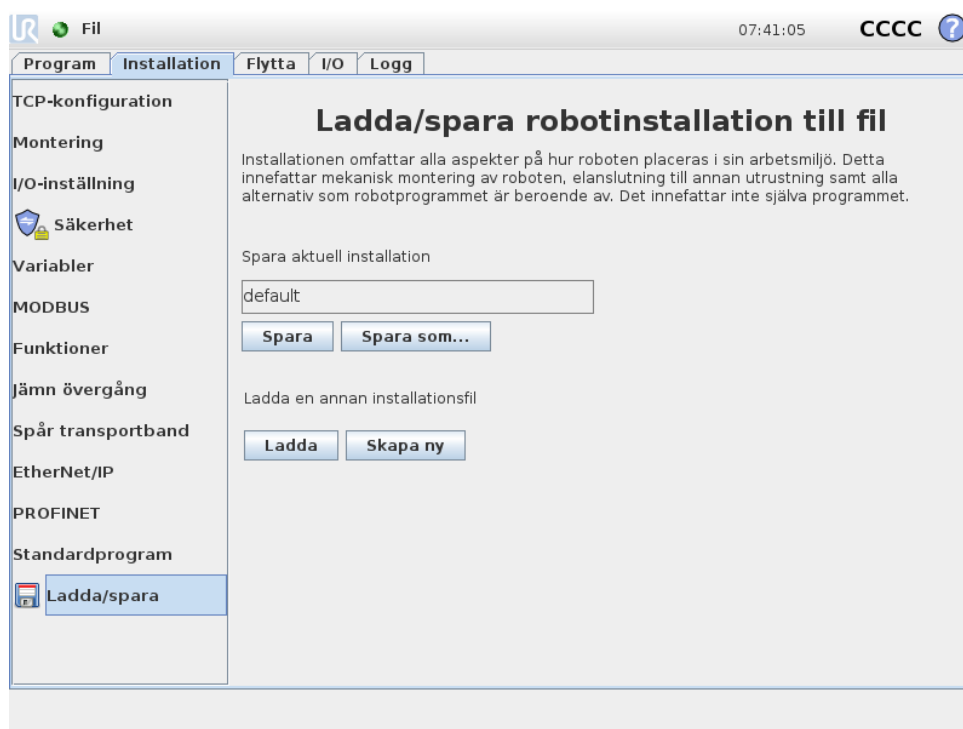 UR Fil 07:41:05 CCCC ?
Program Installation Flytta I/O Logg
TCP-konfiguration
Montering
I/O-inställning
Säkerhet
Variabler
MODBUS
Funktioner
Jämn övergång
Spår transportband
EtherNet/IP
PROFINET
Standardprogram
Ladda/spara
Ladda/spara robotinstallation till fil
Installationen omfattar alla aspekter på hur roboten placeras i sin arbetsmiljö. Detta
innefattar mekanisk montering av roboten, elanslutning till annan utrustning samt alla
alternativ som robotprogrammet är beroende av. Det innefattar inte själva programmet.
Spara aktuell installation
default
Spara Spara som...
Ladda en annan installationsfil
Ladda Skapa ny